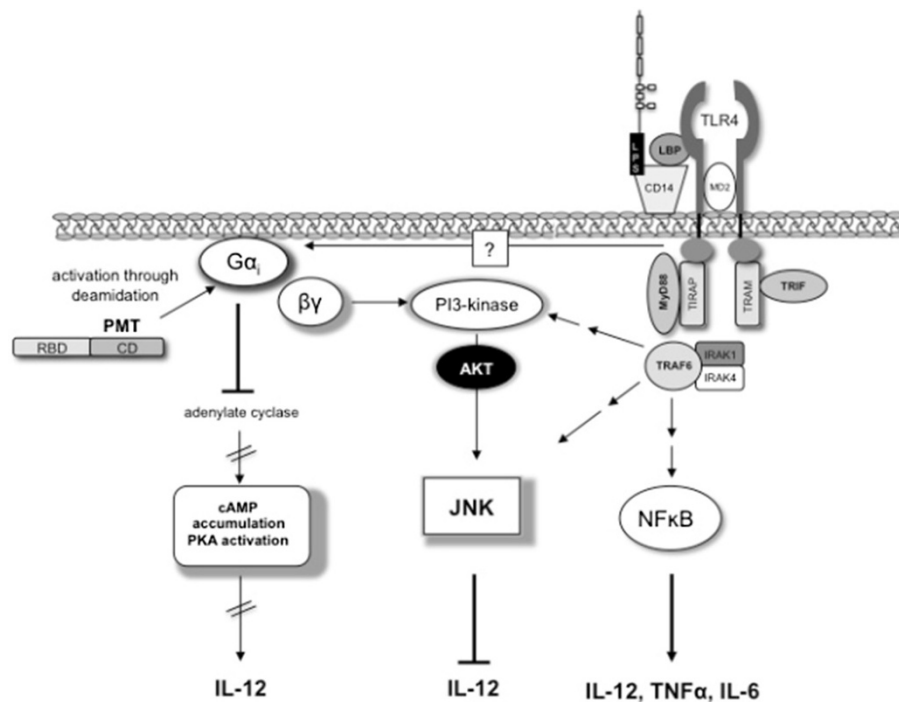 TLR4
LPS
LBP
CD14
MD2
?
Gαi
activation through
deamidation
PMT
RBD
CD
βγ
PI3-kinase
MyD88
TIRAP
TRAM
TRIF
AKT
TRAF6
IRAK1
IRAK4
adenylate cyclase
cAMP
accumulation
PKA activation
JNK
NFκB
IL-12
IL-12
IL-12, TNFα, IL-6